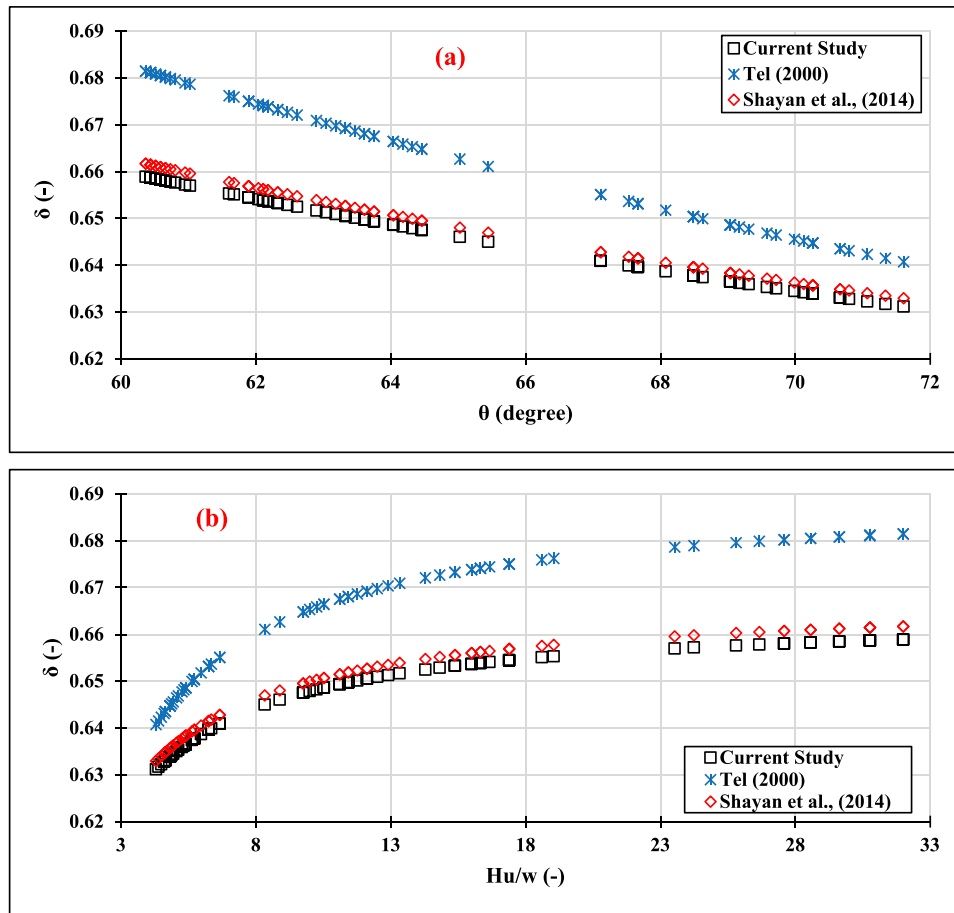 0.69
0.68
0.67
0.66
0.65
0.64
0.63
0.62
δ (-)
(a)
Current Study
Tel (2000)
Shayan et al., (2014)
60 62 64 66 68 70 72
θ (degree)
0.69
0.68
0.67
0.66
0.65
0.64
0.63
0.62
δ (-)
(b)
Current Study
Tel (2000)
Shayan et al., (2014)
3 8 13 18 23 28 33
Hu/w (-)